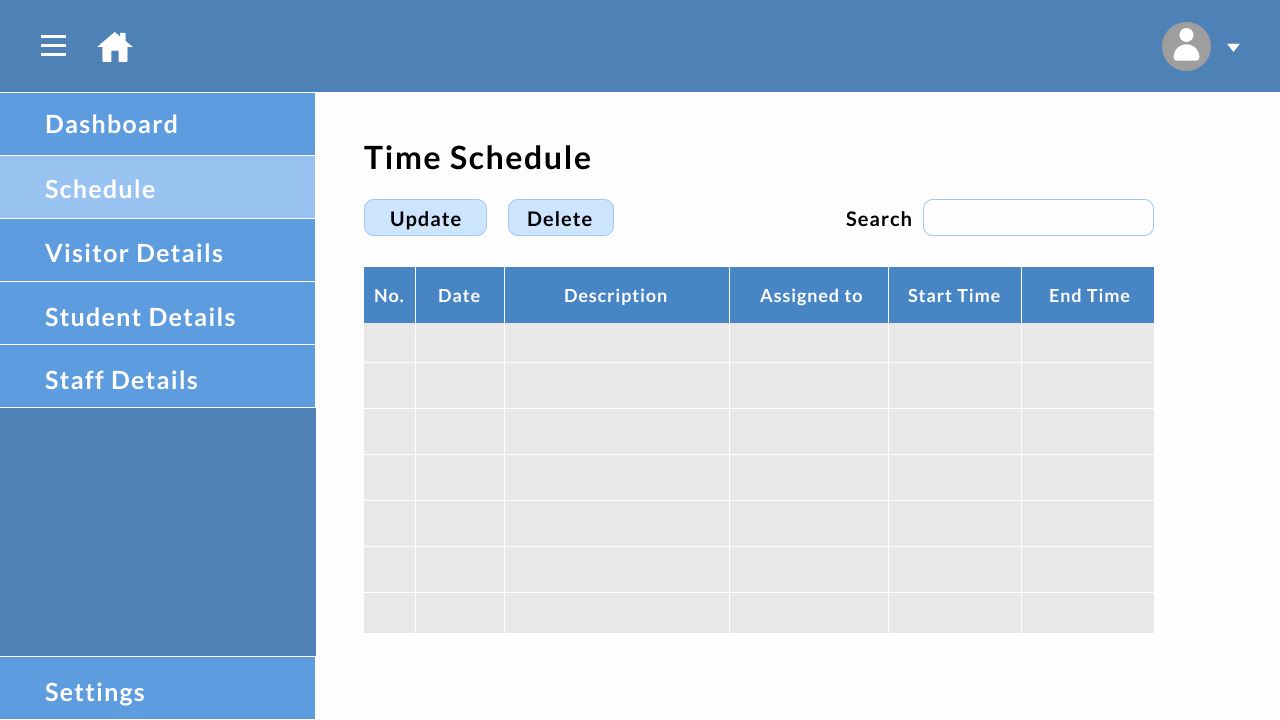 Dashboard
Schedule
Visitor Details
Student Details
Staff Details
Settings
Time Schedule
Update Delete Search
No. Date Description Assigned to Start Time End Time